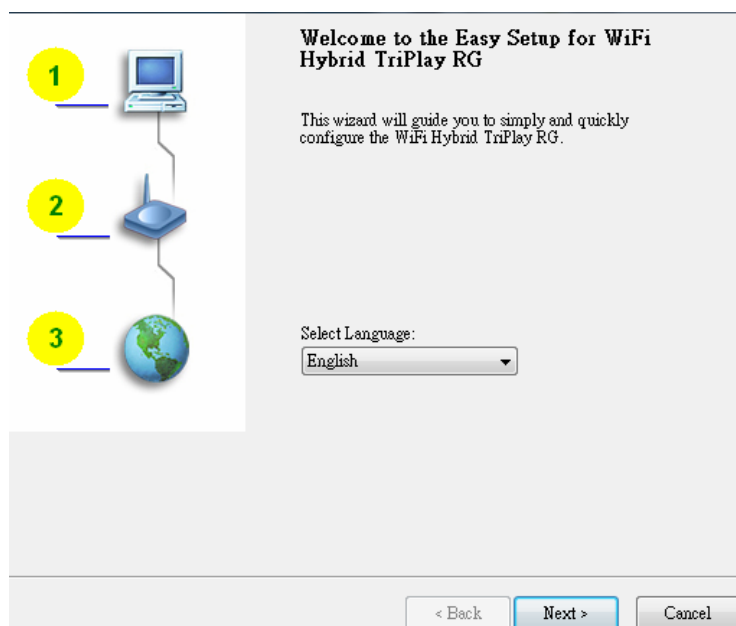 1
2
3
Welcome to the Easy Setup for WiFi
Hybrid TriPlay RG
This wizard will guide you to simply and quickly
configure the WiFi Hybrid TriPlay RG.
Select Language:
English
< Back Next > Cancel